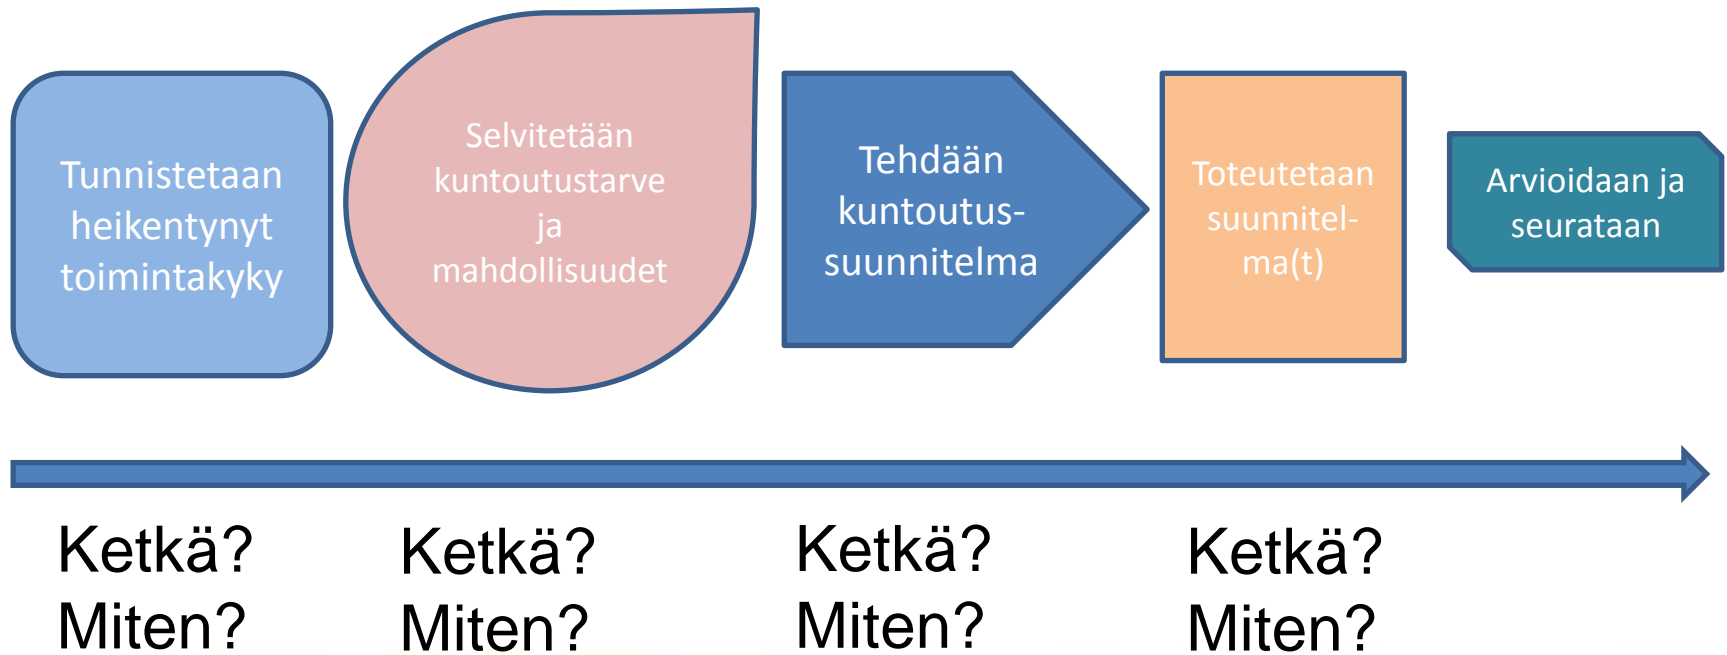 Tunnistetaan
heikentynyt
toimintakyky
Selvitetään
kuntoutustarve
ja
mahdollisuudet
Tehdään
kuntoutus-
suunnitelma
Toteutetaan
suunnitel-
ma(t)
Arvioidaan ja
seurataan
Ketkä?
Miten?
Ketkä?
Miten?
Ketkä?
Miten?
Ketkä?
Miten?